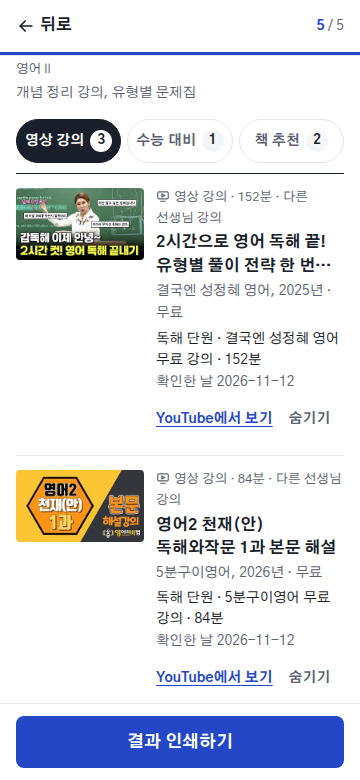 뒤로
5 / 5
영어 II
개념 정리 강의, 유형별 문제집
영상 강의 3
수능 대비 1
책 추천 2
감독해 이제 안녕~
2시간 컷! 영어 독해 끝내기
영상 강의 · 152분 · 다른
선생님 강의
2시간으로 영어 독해 끝!
유형별 풀이 전략 한 번…
결국엔 성정혜 영어, 2025년 ·
무료
독해 단원 · 결국엔 성정혜 영어
무료 강의 · 152분
확인한 날 2026-11-12
YouTube에서 보기
숨기기
영어2
천재(안)
1과
본문
해설강의
영상 강의 · 84분 · 다른 선생님
강의
영어2 천재(안)
독해와작문 1과 본문 해설
5분구이영어, 2026년 · 무료
독해 단원 · 5분구이영어 무료
강의 · 84분
확인한 날 2026-11-12
YouTube에서 보기
숨기기
결과 인쇄하기